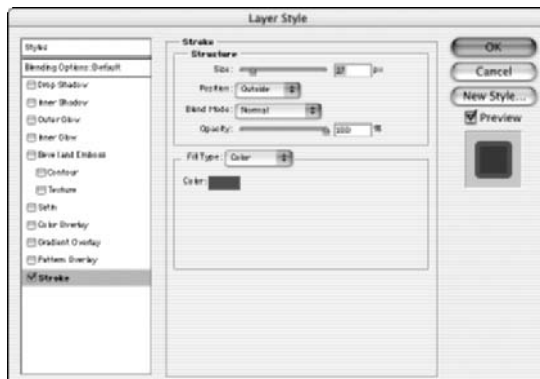 Layer Style
Styles
Blending Options: Default
Drop Shadow
Inner Shadow
Outer Glow
Inner Glow
Bevel and Emboss
Contour
Texture
Satin
Color Overlay
Gradient Overlay
Pattern Overlay
Stroke
Stroke
Structure
Size: px
Position: Outside
Blend Mode: Normal
Opacity: 100 %
Fill Type: Color
Color:
OK
Cancel
New Style...
Preview